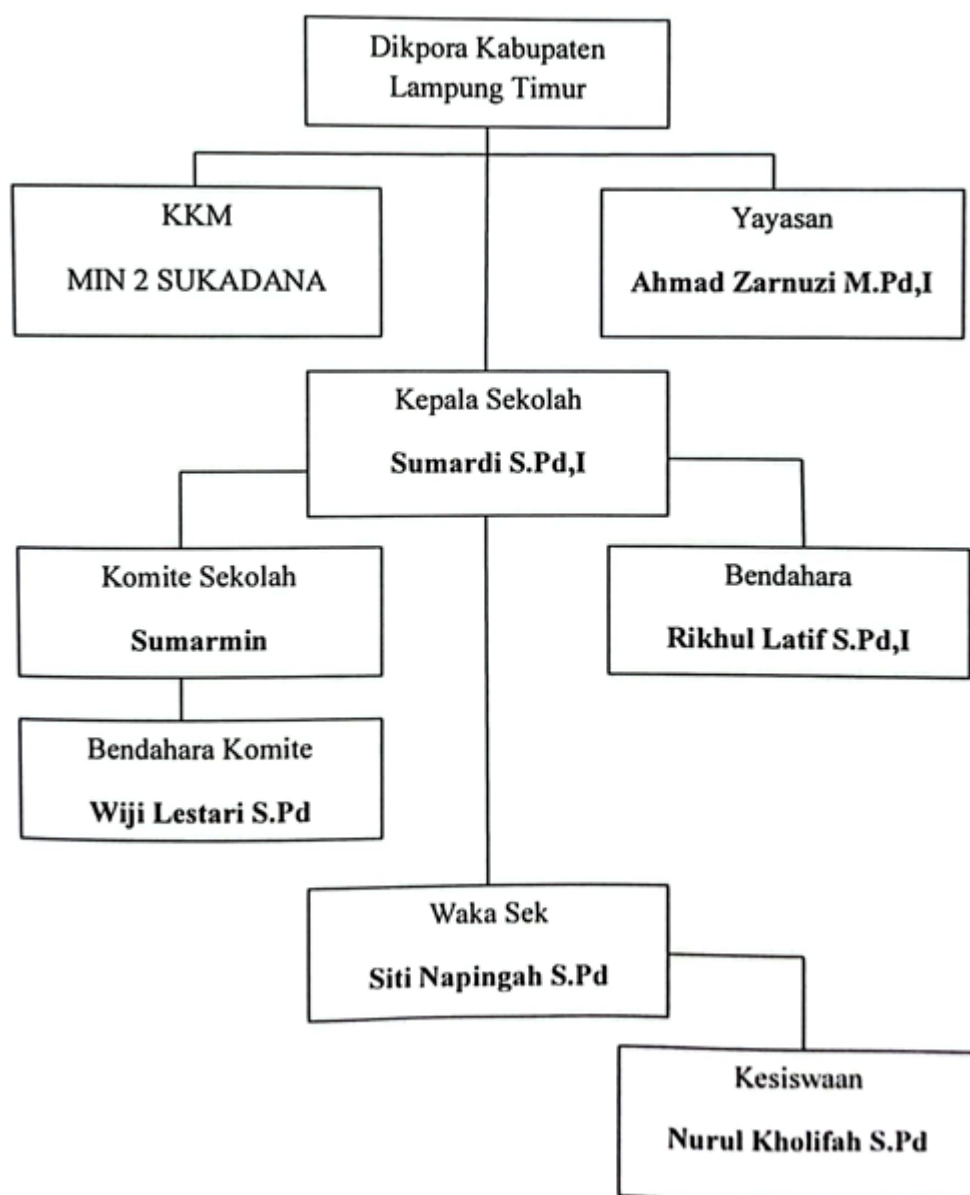 Dikpora Kabupaten
Lampung Timur
KKM
MIN 2 SUKADANA
Yayasan
Ahmad Zarnuzi M.Pd,I
Kepala Sekolah
Sumardi S.Pd,I
Komite Sekolah
Sumarmin
Bendahara
Rikhul Latif S.Pd,I
Bendahara Komite
Wiji Lestari S.Pd
Waka Sek
Siti Napingah S.Pd
Kesiswaan
Nurul Kholifah S.Pd